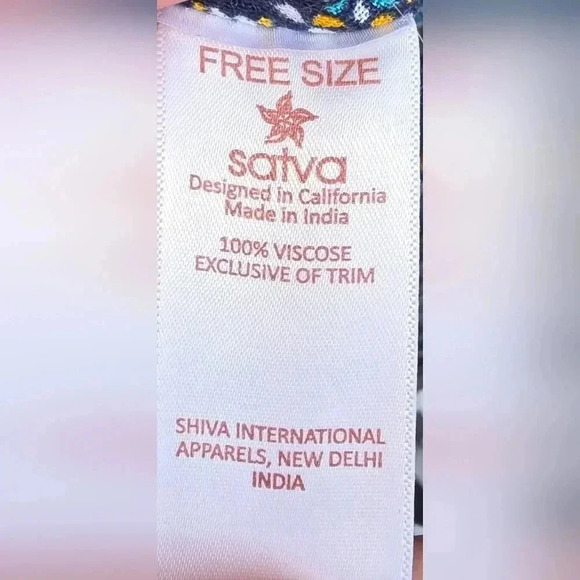 FREE SIZE
satva
Designed in California
Made in India
100% VISCOSE
EXCLUSIVE OF TRIM
SHIVA INTERNATIONAL
APPARELS, NEW DELHI
INDIA